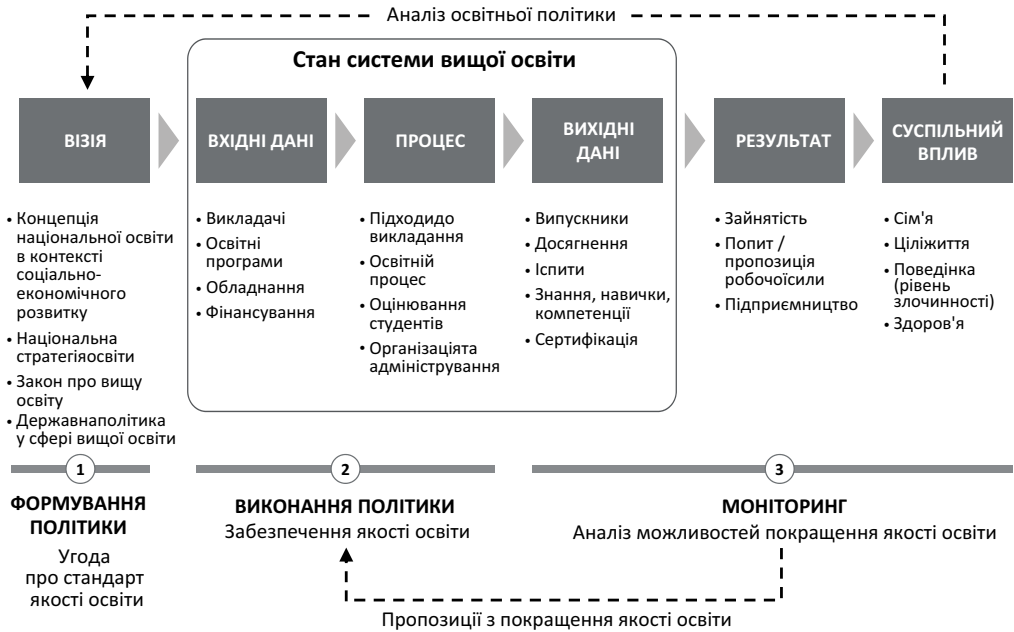 Аналіз освітньої політики
Стан системи вищої освіти
ВІЗІЯ
ВХІДНІ ДАНІ
ПРОЦЕС
ВИХІДНІ
ДАНІ
РЕЗУЛЬТАТ
СУСПІЛЬНИЙ
ВПЛИВ
• Концепція
національної освіти
в контексті
соціально-
економічного
розвитку
• Національна
стратегіяосвіти
• Закон про вищу
освіту
• Державнаполітика
у сфері вищої освіти
• Викладачі
• Освітні
програми
• Обладнання
• Фінансування
• Підходидо
викладання
• Освітній
процес
• Оцінювання
студентів
• Організаціята
адміністрування
• Випускники
• Досягнення
• Іспити
• Знання, навички,
компетенції
• Сертифікація
• Зайнятість
• Попит /
пропозиція
робочоїсили
• Підприємництво
• Сім'я
• Ціліжиття
• Поведінка
(рівень
злочинності)
• Здоров'я
1
ФОРМУВАННЯ
ПОЛІТИКИ
Угода
про стандарт
якості освіти
2
ВИКОНАННЯ ПОЛІТИКИ
Забезпечення якості освіти
3
МОНІТОРИНГ
Аналіз можливостей покращення якості освіти
Пропозиції з покращення якості освіти